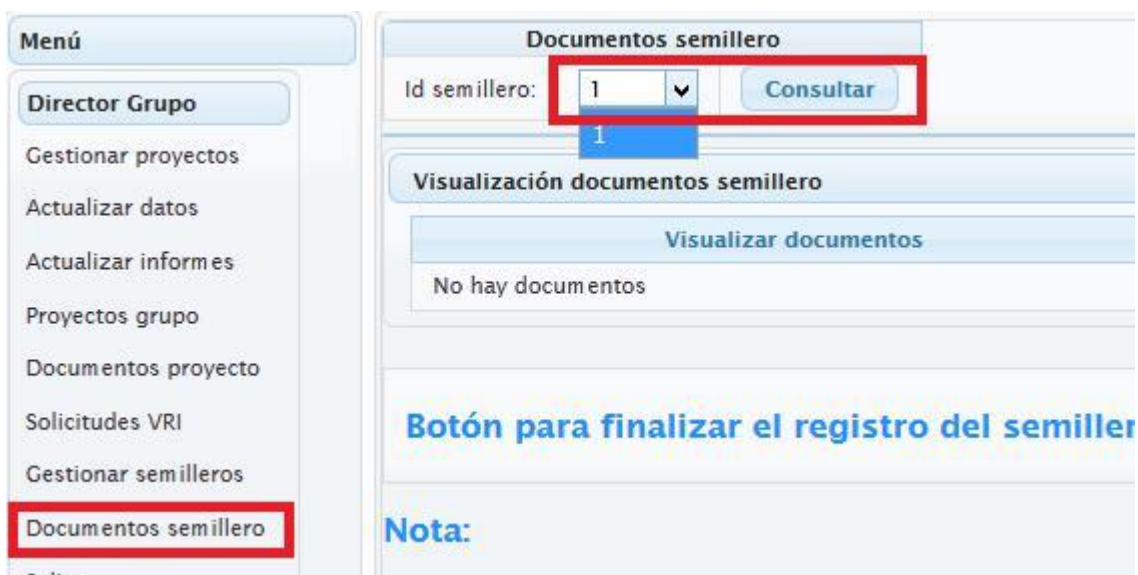 Menú
Director Grupo
Gestionar proyectos
Actualizar datos
Actualizar informes
Proyectos grupo
Documentos proyecto
Solicitudes VRI
Gestionar semilleros
Documentos semillero
Documentos semillero
Id semillero: 1 Consultar
1
Visualización documentos semillero
Visualizar documentos
No hay documentos
Botón para finalizar el registro del semiller
Nota: